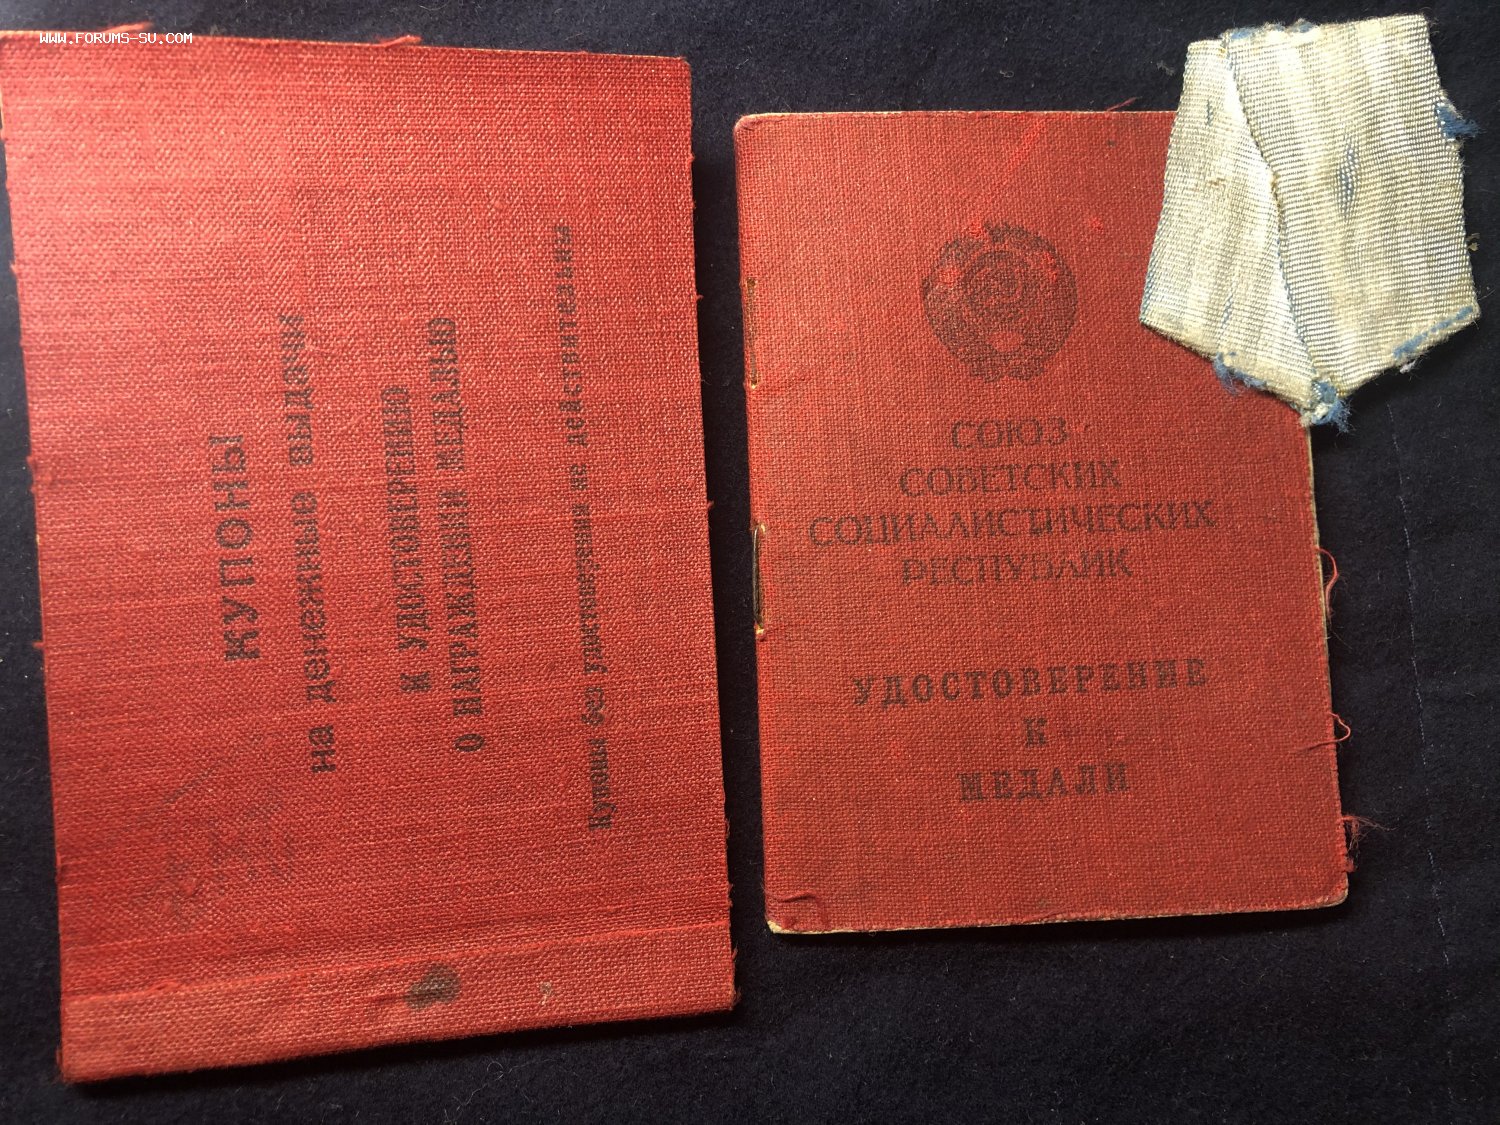 WWW.FORUMS-SU.COM
КУПОНЫ
на денежные выдачи
К УДОСТОВЕРЕНИЮ
О НАГРАЖДЕНИИ МЕДАЛЬЮ
Купоны без удостоверения не действительны
СОЮЗ
СОВЕТСКИХ
СОЦИАЛИСТИЧЕСКИХ
РЕСПУБЛИК
УДОСТОВЕРЕНИЕ
К
МЕДАЛИ